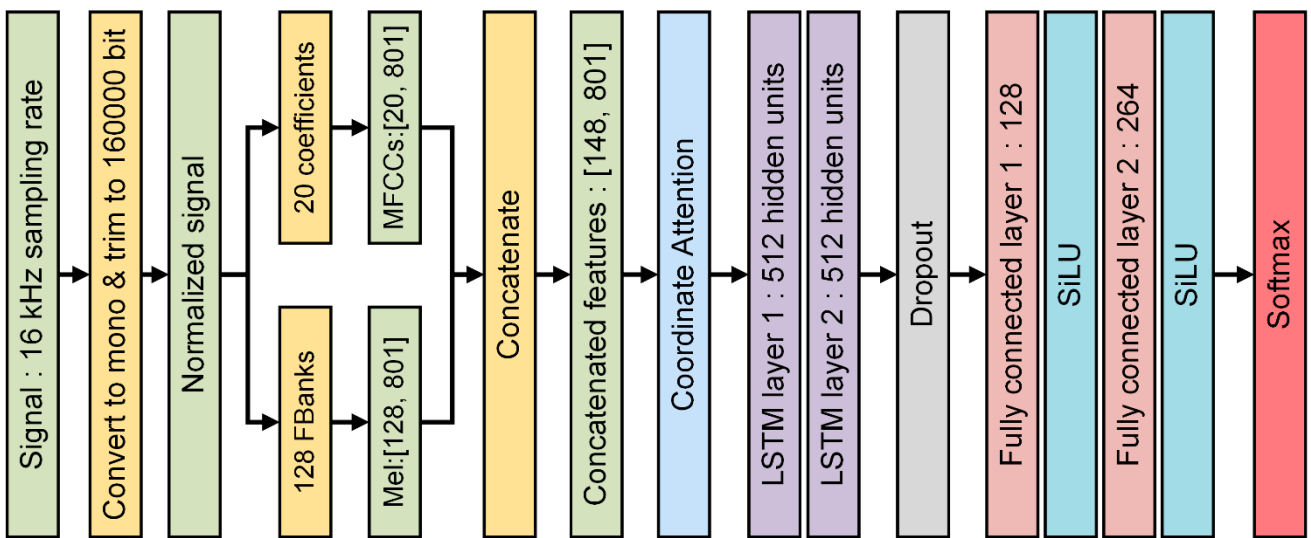 Signal : 16 kHz sampling rate
Convert to mono & trim to 160000 bit
Normalized signal
20 coefficients
MFCCs:[20, 801]
128 FBanks
Mel:[128, 801]
Concatenate
Concatenated features : [148, 801]
Coordinate Attention
LSTM layer 1 : 512 hidden units
LSTM layer 2 : 512 hidden units
Dropout
Fully connected layer 1 : 128
SiLU
Fully connected layer 2 : 264
SiLU
Softmax